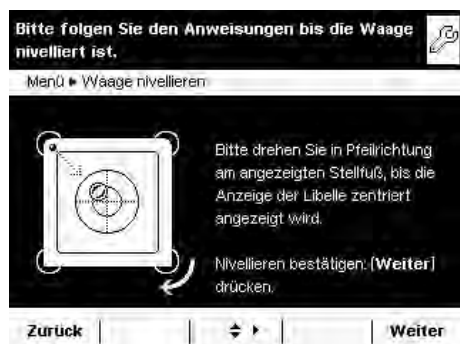 Bitte folgen Sie den Anweisungen bis die Waage
nivelliert ist.
Menü ▸ Waage nivellieren
Bitte drehen Sie in Pfeilrichtung
am angezeigten Stellfuß, bis die
Anzeige der Libelle zentriert
angezeigt wird.
Nivellieren bestätigen: [Weiter]
drücken.
Zurück
Weiter